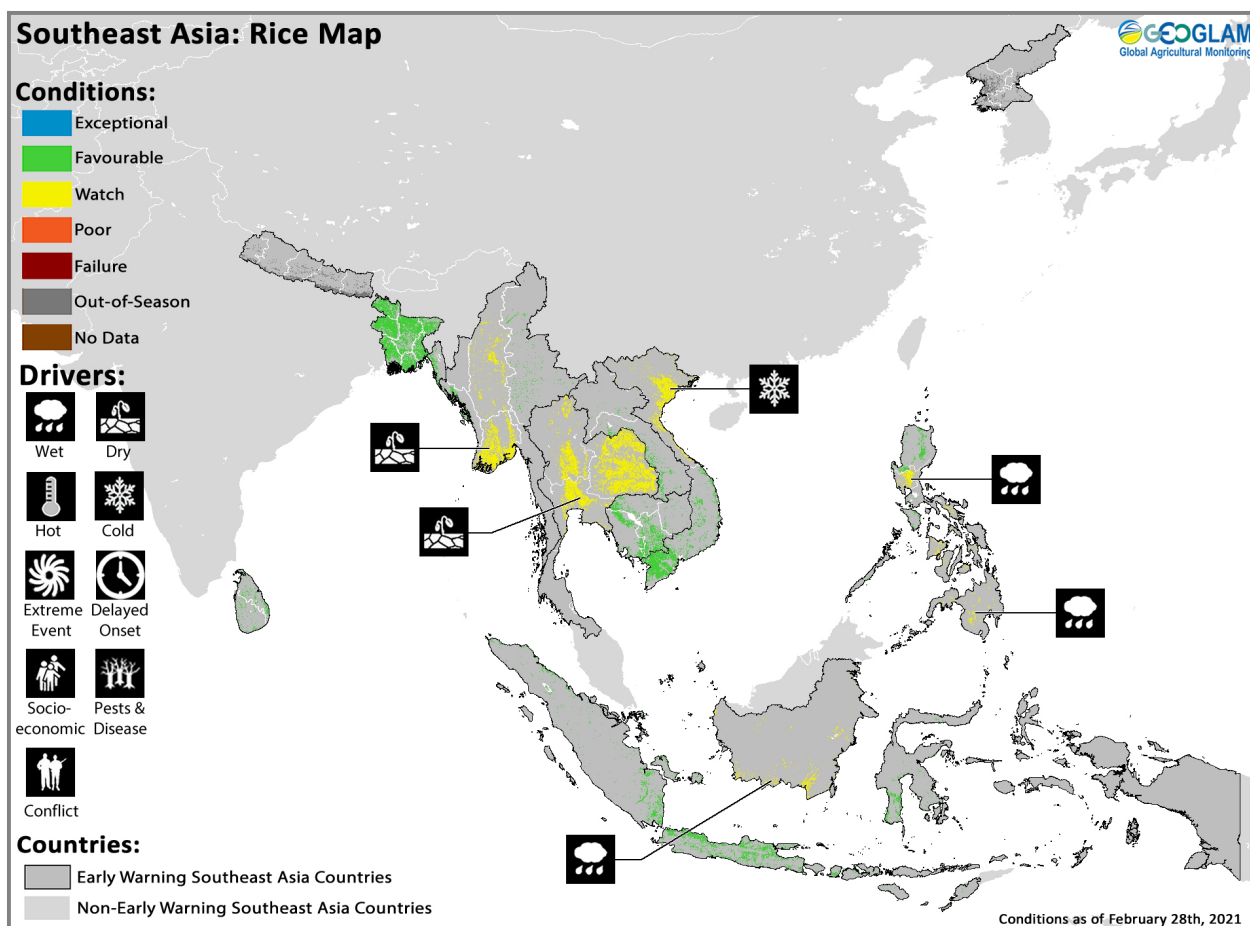 Southeast Asia: Rice Map
GEOGLAM
Global Agricultural Monitoring
Conditions:
Exceptional
Favourable
Watch
Poor
Failure
Out-of-Season
No Data
Drivers:
Wet
Dry
Hot
Cold
Extreme
Event
Delayed
Onset
Socio-
economic
Pests &
Disease
Conflict
Countries:
Early Warning Southeast Asia Countries
Non-Early Warning Southeast Asia Countries
Conditions as of February 28th, 2021